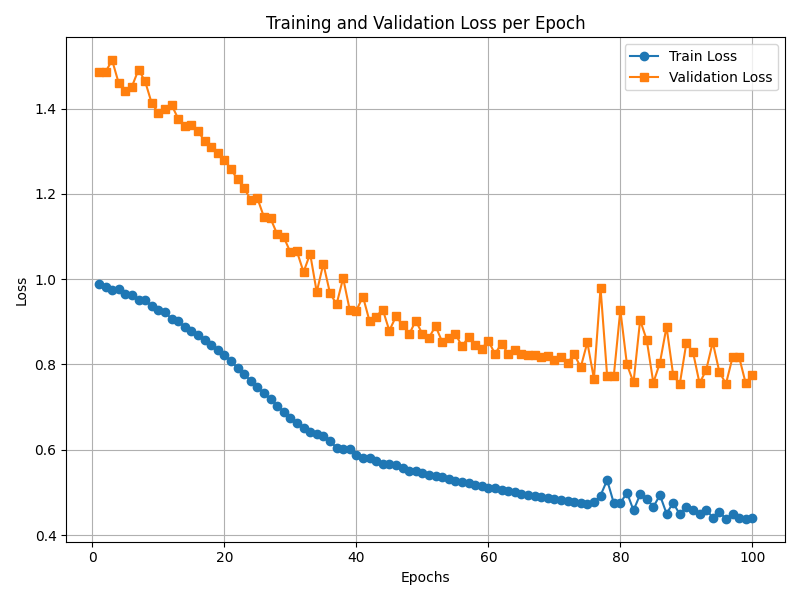 Training and Validation Loss per Epoch
Train Loss
Validation Loss
1.4
1.2
1.0
0.8
0.6
0.4
Loss
0 20 40 60 80 100
Epochs